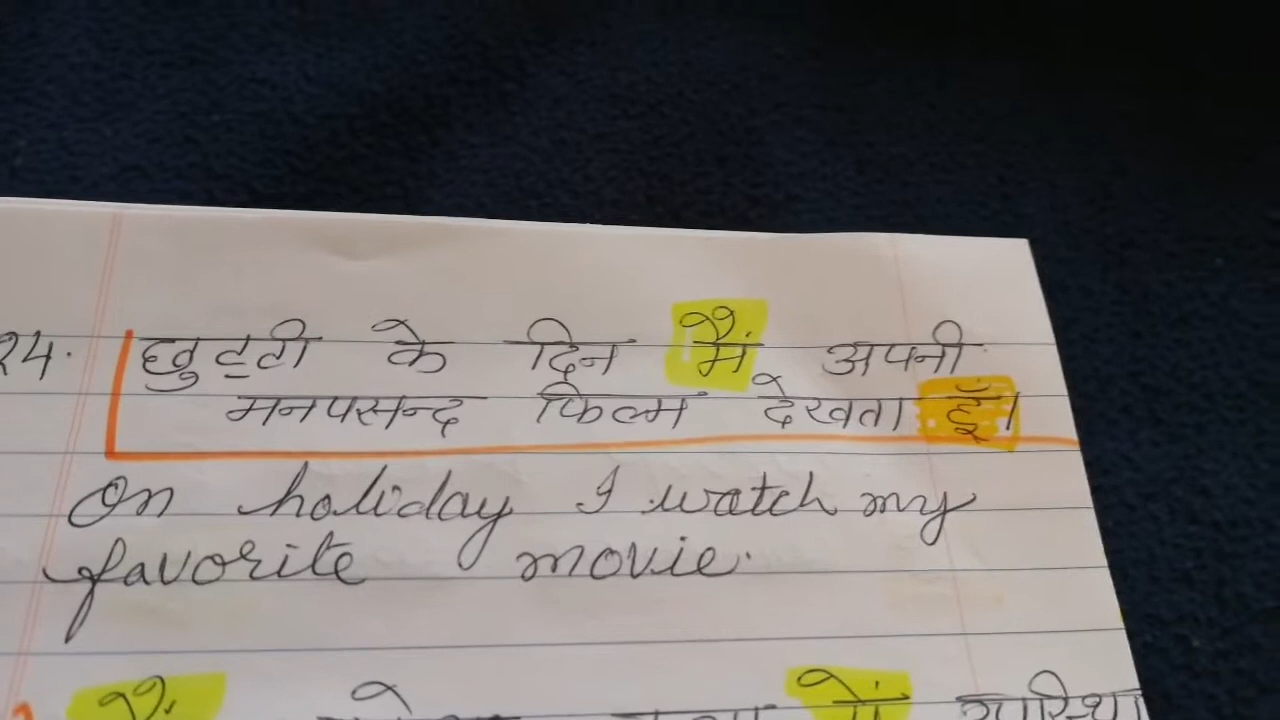 24. छुट्टी के दिन मैं अपनी
मनपसन्द फिल्म देखता हूँ।
On holiday I watch my
favorite movie.